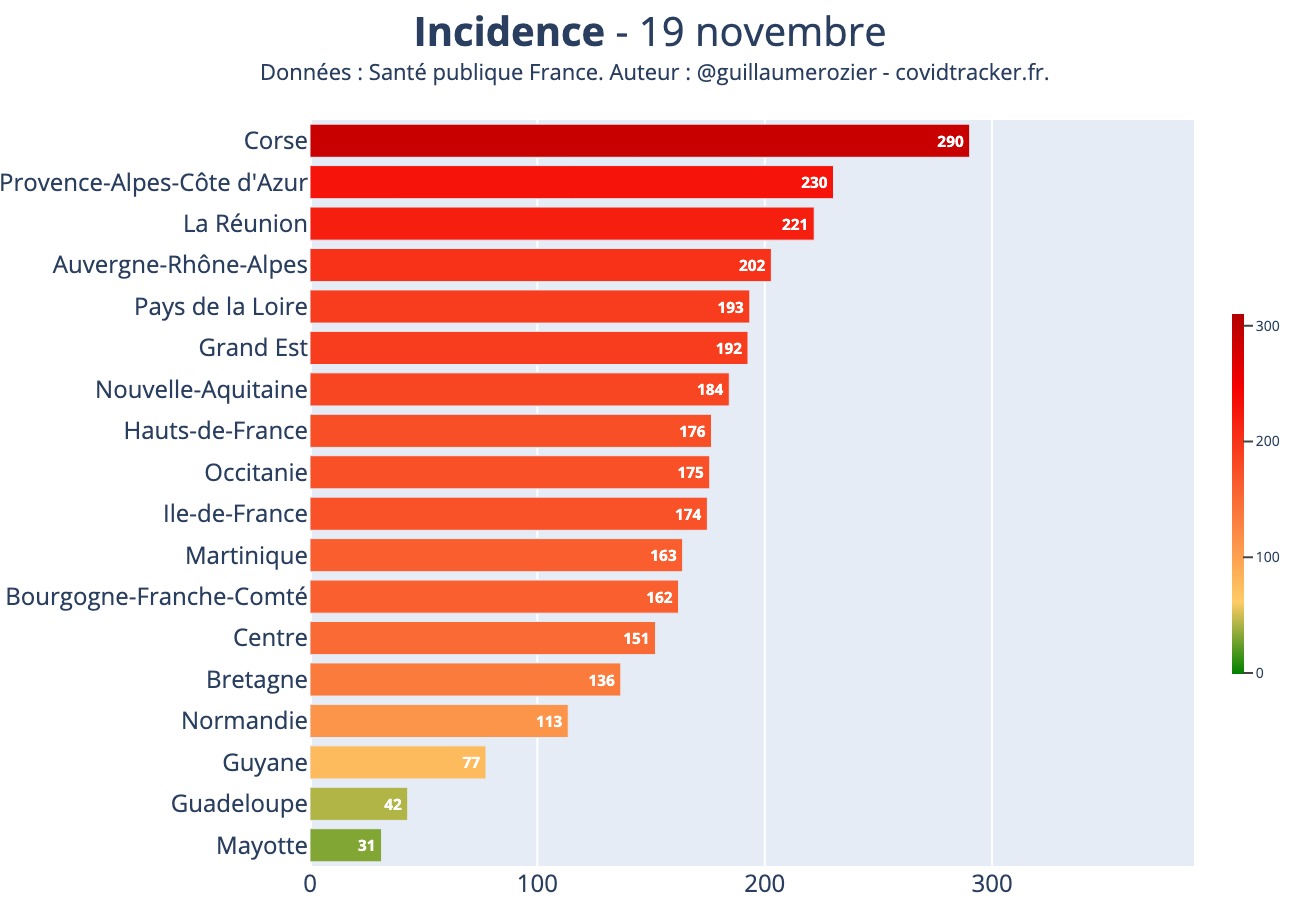 Incidence - 19 novembre
Données : Santé publique France. Auteur : @guillaumerozier - covidtracker.fr.
Corse 290
Provence-Alpes-Côte d'Azur 230
La Réunion 221
Auvergne-Rhône-Alpes 202
Pays de la Loire 193
Grand Est 192
Nouvelle-Aquitaine 184
Hauts-de-France 176
Occitanie 175
Ile-de-France 174
Martinique 163
Bourgogne-Franche-Comté 162
Centre 151
Bretagne 136
Normandie 113
Guyane 77
Guadeloupe 42
Mayotte 31
0 100 200 300
300
200
100
0